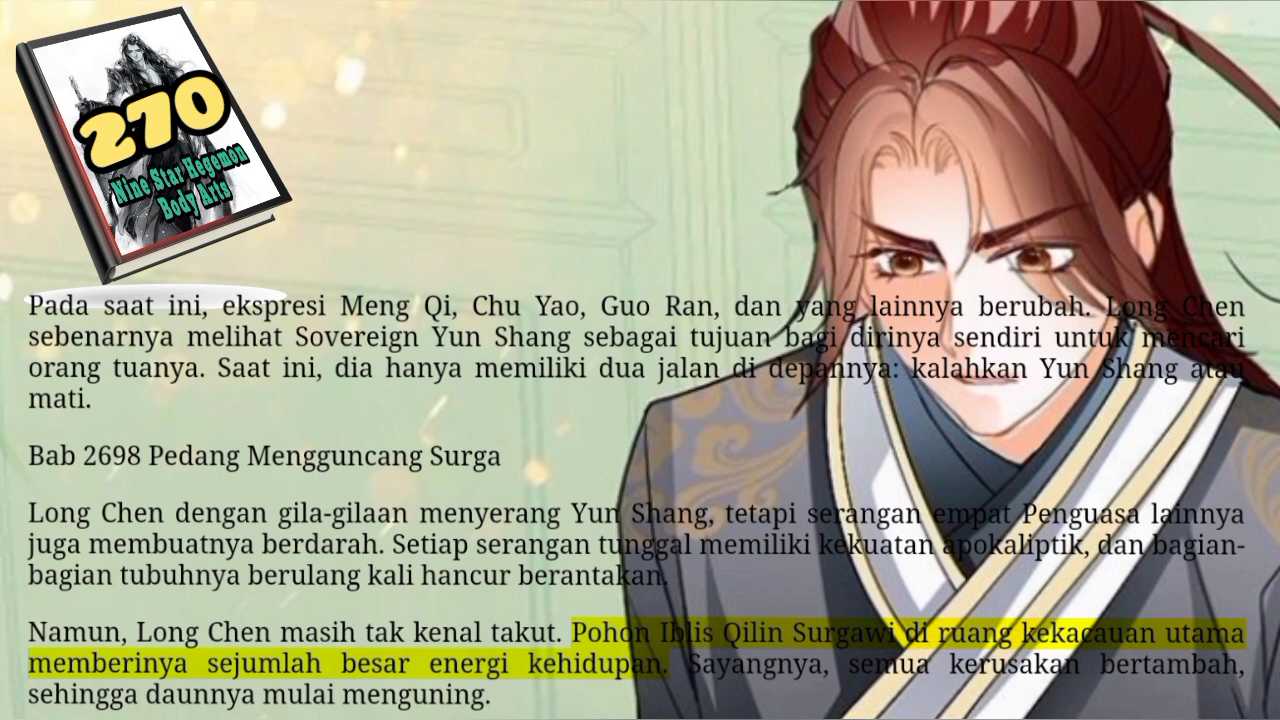 270
Nine Star Hegemon
Body Arts
Pada saat ini, ekspresi Meng Qi, Chu Yao, Guo Ran, dan yang lainnya berubah. Long Chen
sebenarnya melihat Sovereign Yun Shang sebagai tujuan bagi dirinya sendiri untuk mencari
orang tuanya. Saat ini, dia hanya memiliki dua jalan di depannya: kalahkan Yun Shang atau
mati.
Bab 2698 Pedang Mengguncang Surga
Long Chen dengan gila-gilaan menyerang Yun Shang, tetapi serangan empat Penguasa lainnya
juga membuatnya berdarah. Setiap serangan tunggal memiliki kekuatan apokaliptik, dan bagian-
bagian tubuhnya berulang kali hancur berantakan.
Namun, Long Chen masih tak kenal takut. Pohon Iblis Qilin Surgawi di ruang kekacauan utama
memberinya sejumlah besar energi kehidupan. Sayangnya, semua kerusakan bertambah,
sehingga daunnya mulai menguning.